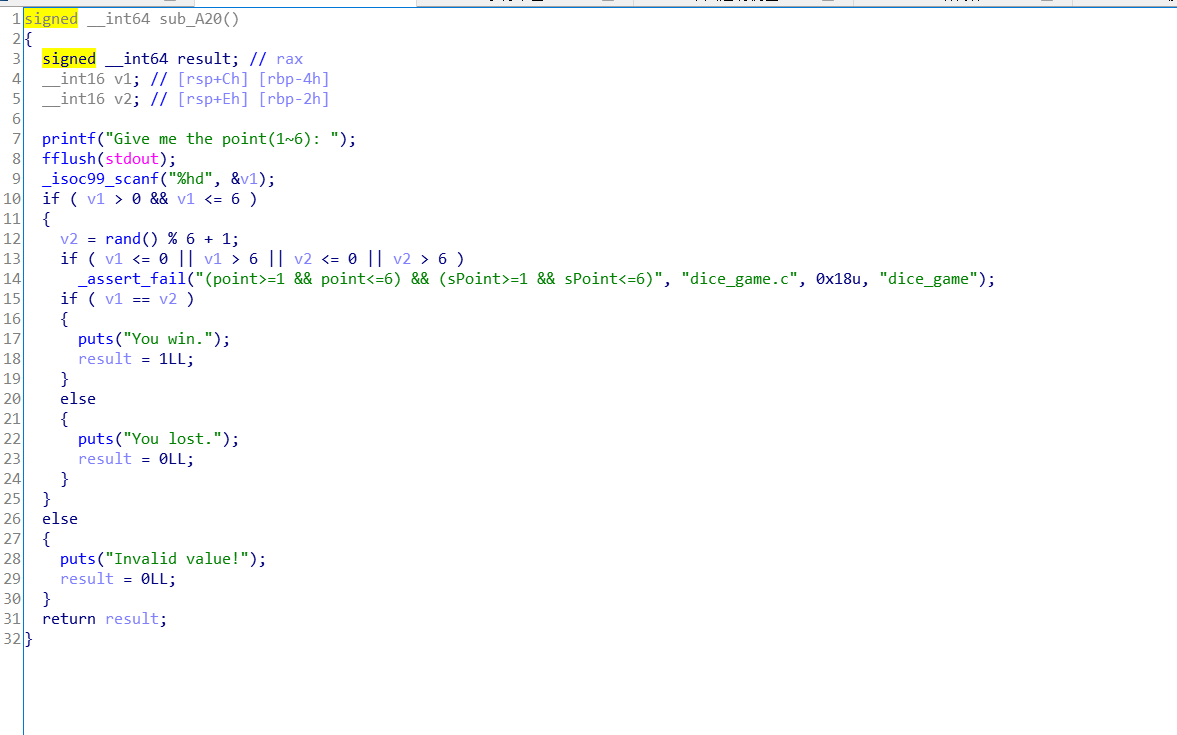 1 signed __int64 sub_A20()
2 {
3   signed __int64 result; // rax
4   __int16 v1; // [rsp+Ch] [rbp-4h]
5   __int16 v2; // [rsp+Eh] [rbp-2h]
6
7   printf("Give me the point(1~6): ");
8   fflush(stdout);
9   _isoc99_scanf("%hd", &v1);
10   if ( v1 > 0 && v1 <= 6 )
11   {
12     v2 = rand() % 6 + 1;
13     if ( v1 <= 0 || v1 > 6 || v2 <= 0 || v2 > 6 )
14       _assert_fail("(point>=1 && point<=6) && (sPoint>=1 && sPoint<=6)", "dice_game.c", 0x18u, "dice_game");
15     if ( v1 == v2 )
16     {
17       puts("You win.");
18       result = 1LL;
19     }
20     else
21     {
22       puts("You lost.");
23       result = 0LL;
24     }
25   }
26   else
27   {
28     puts("Invalid value!");
29     result = 0LL;
30   }
31   return result;
32 }